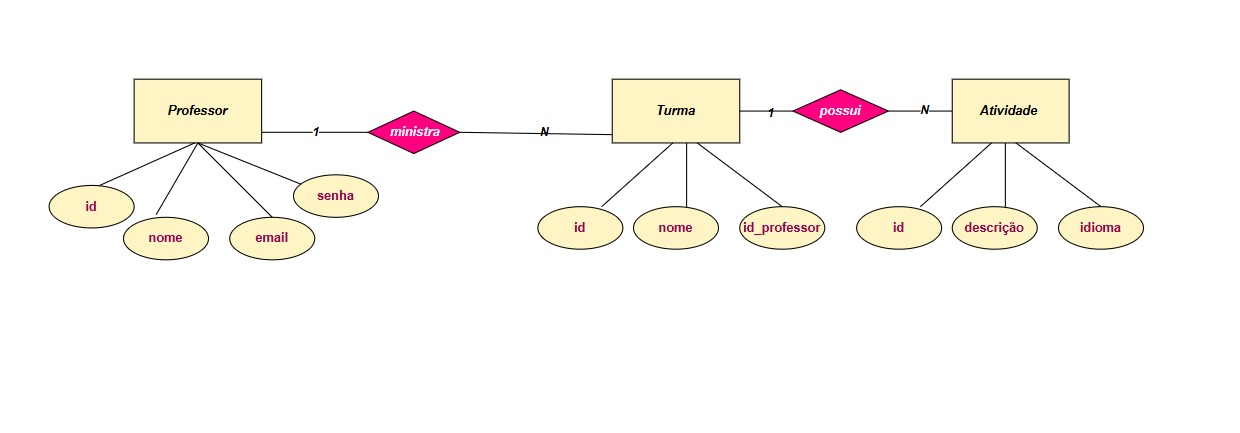 Professor
1
ministra
N
Turma
1
possui
N
Atividade
id
nome
email
senha
id
nome
id_professor
id
descrição
idioma